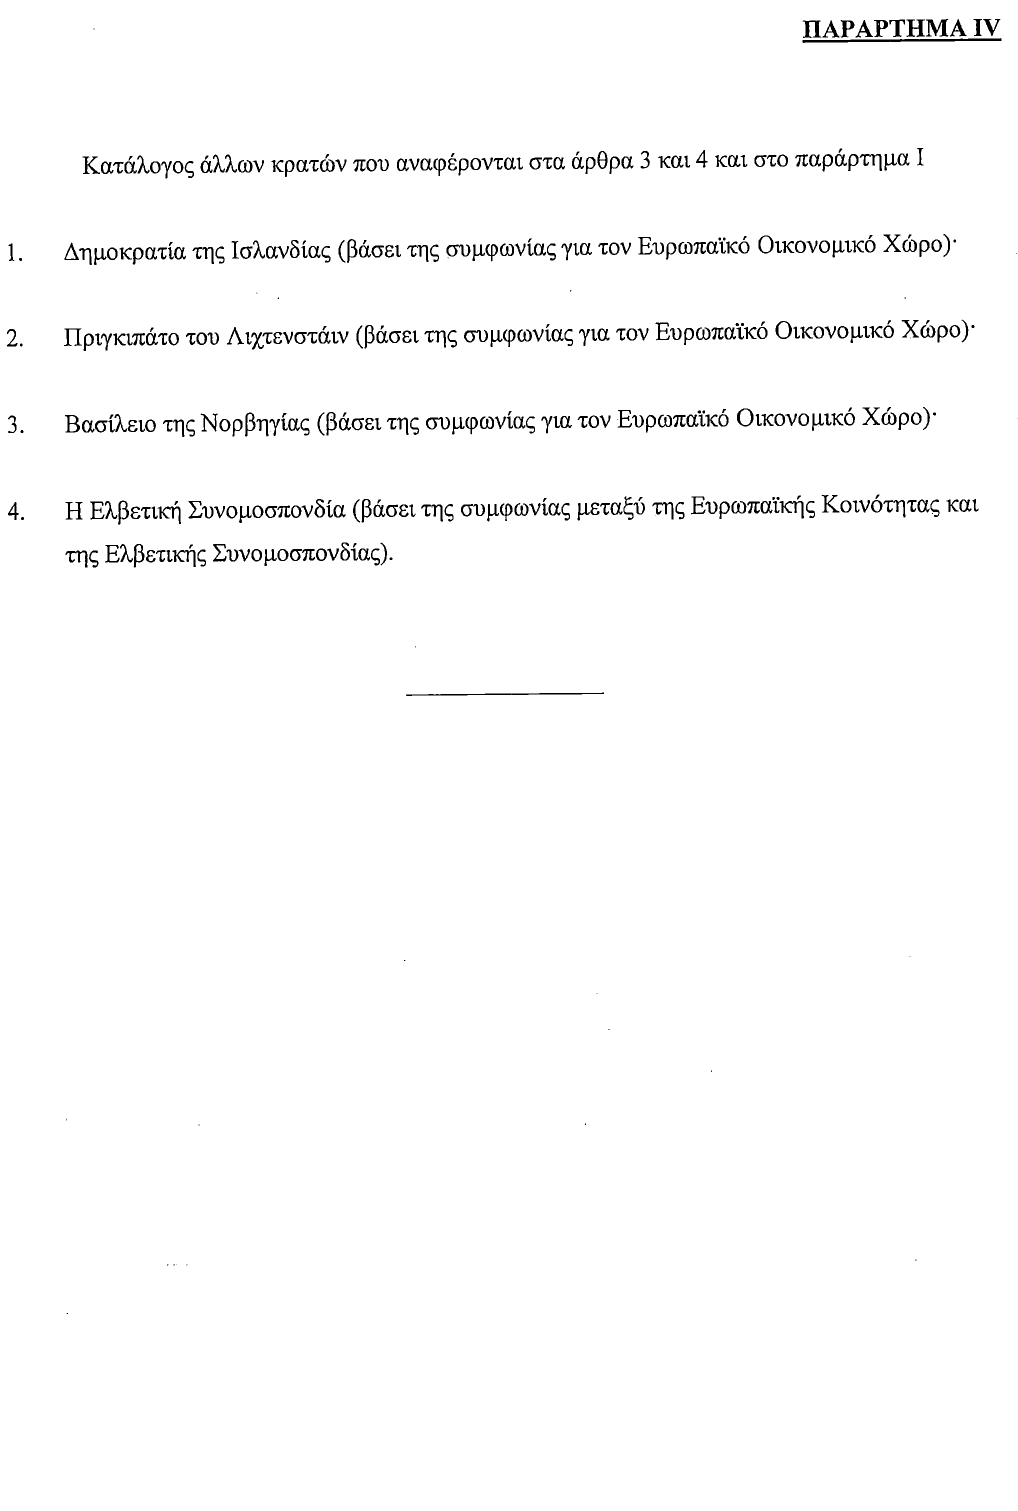 ΠΑΡΑΡΤΗΜΑ IV
Κατάλογος άλλων κρατών που αναφέρονται στα άρθρα 3 και 4 και στο παράρτημα I
1. Δημοκρατία της Ισλανδίας (βάσει της συμφωνίας για τον Ευρωπαϊκό Οικονομικό Χώρο)·
2. Πριγκιπάτο του Λιχτενστάιν (βάσει της συμφωνίας για τον Ευρωπαϊκό Οικονομικό Χώρο)·
3. Βασίλειο της Νορβηγίας (βάσει της συμφωνίας για τον Ευρωπαϊκό Οικονομικό Χώρο)·
4. Η Ελβετική Συνομοσπονδία (βάσει της συμφωνίας μεταξύ της Ευρωπαϊκής Κοινότητας και
της Ελβετικής Συνομοσπονδίας).